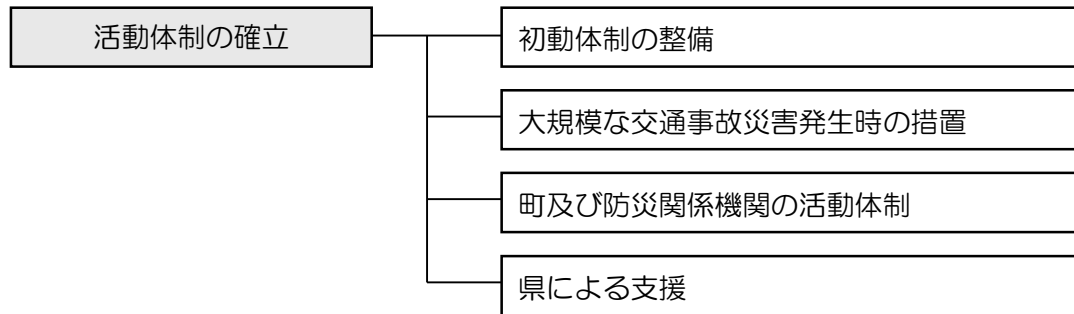 活動体制の確立
初動体制の整備
大規模な交通事故災害発生時の措置
町及び防災関係機関の活動体制
県による支援